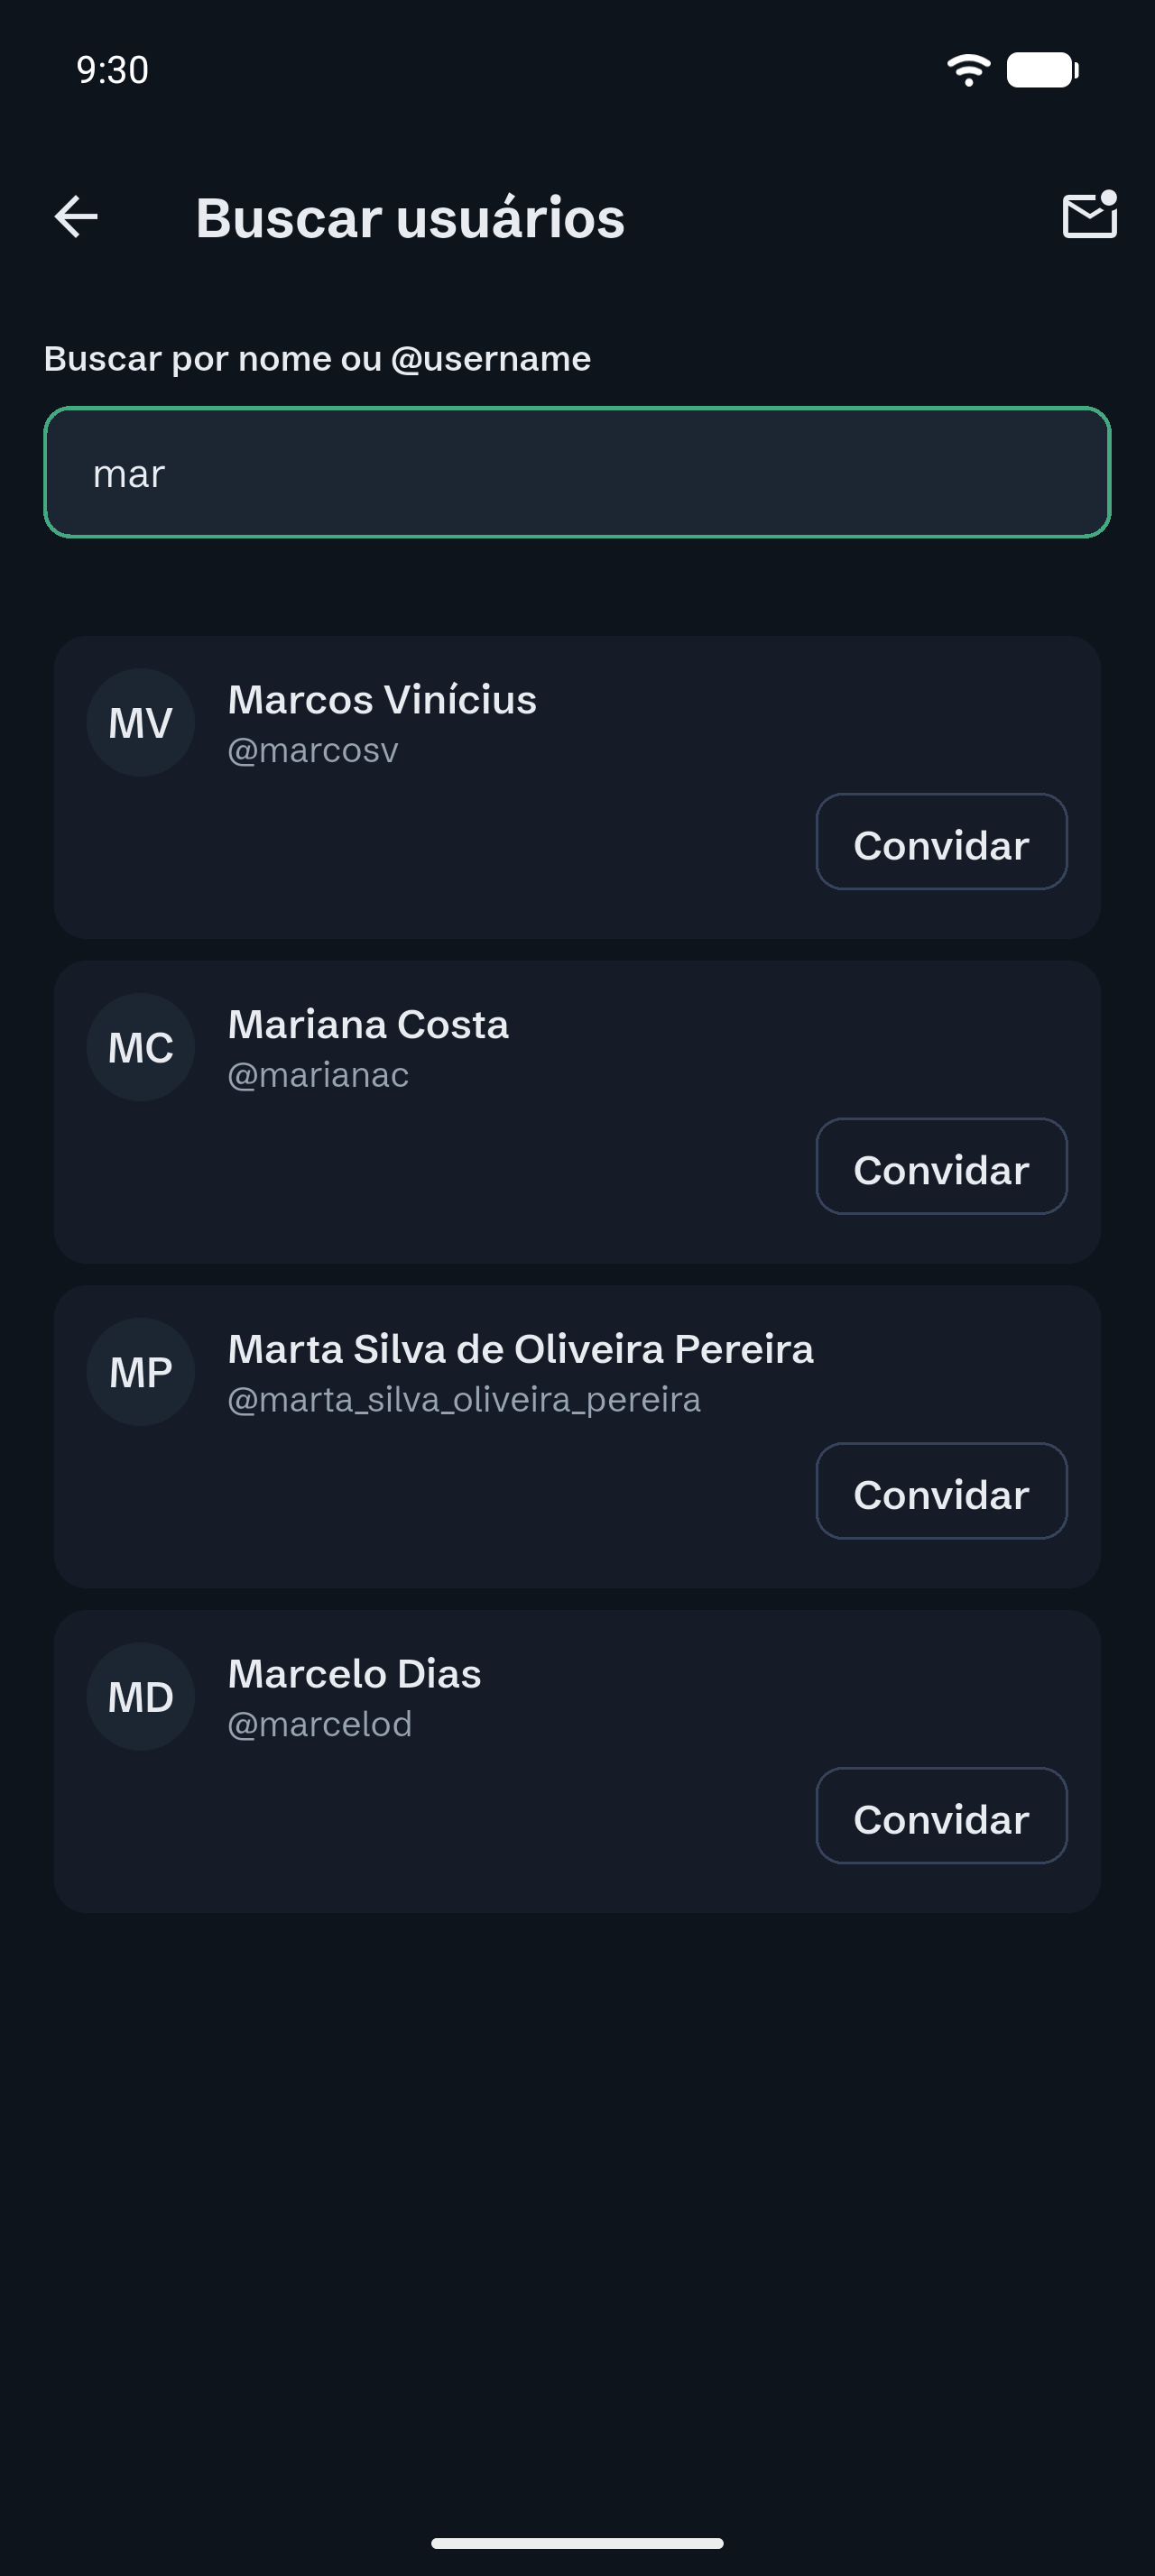 9:30
Buscar usuários
Buscar por nome ou @username
mar
MV
Marcos Vinícius
@marcosv
Convidar
MC
Mariana Costa
@marianac
Convidar
MP
Marta Silva de Oliveira Pereira
@marta_silva_oliveira_pereira
Convidar
MD
Marcelo Dias
@marcelod
Convidar